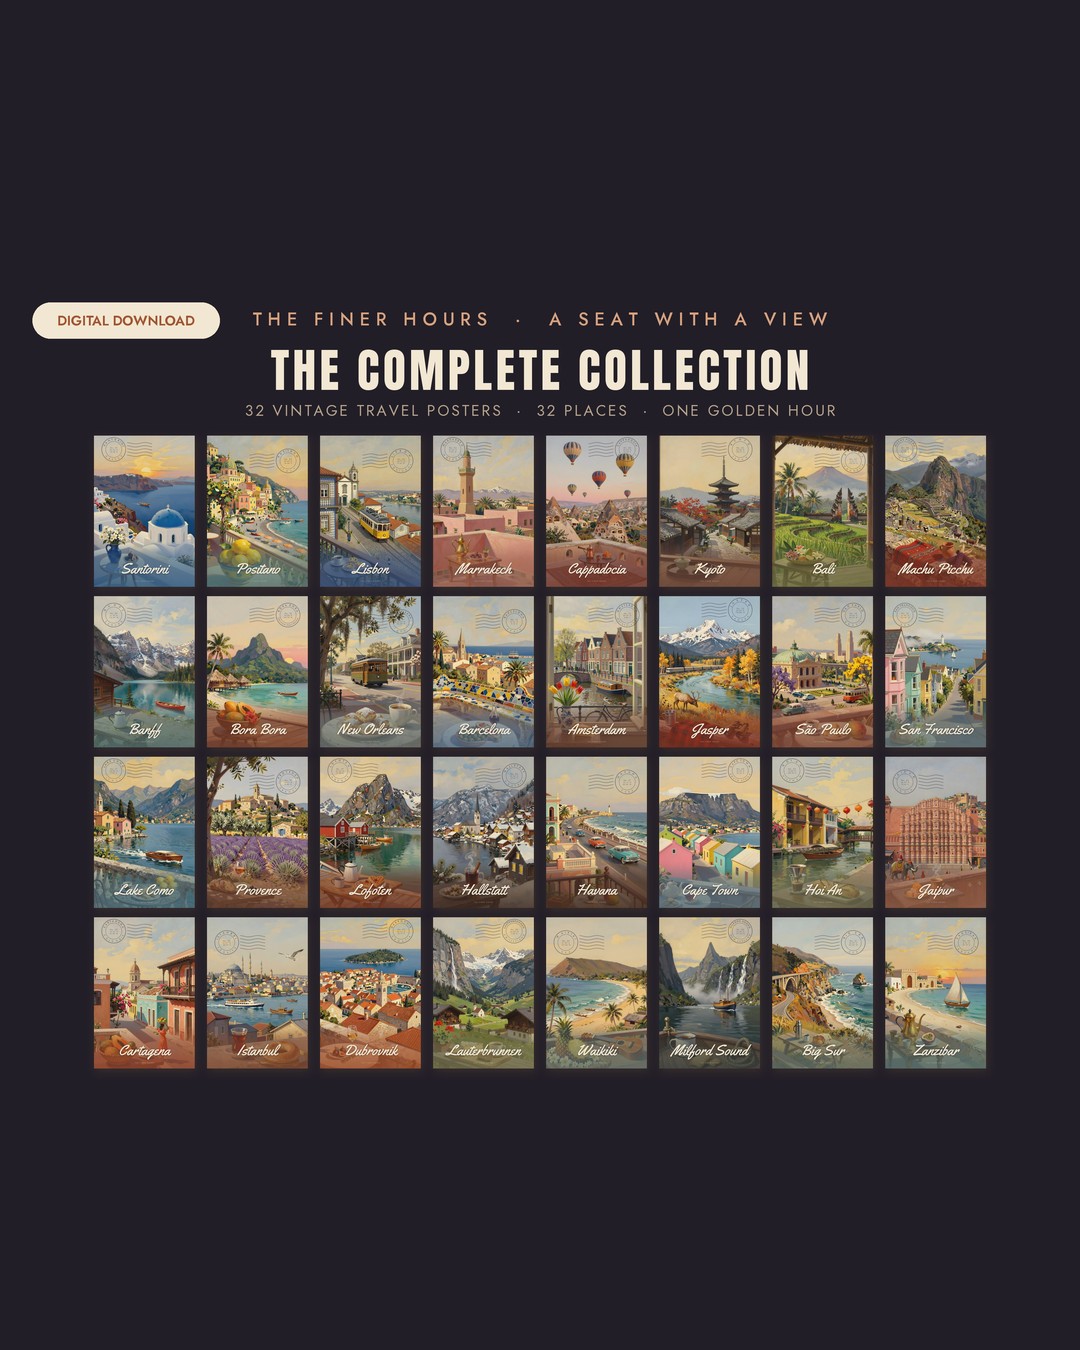 DIGITAL DOWNLOAD
THE FINER HOURS · A SEAT WITH A VIEW
THE COMPLETE COLLECTION
32 VINTAGE TRAVEL POSTERS · 32 PLACES · ONE GOLDEN HOUR
Santorini
Positano
Lisbon
Marrakech
Cappadocia
Kyoto
Bali
Machu Picchu
Banff
Bora Bora
New Orleans
Barcelona
Amsterdam
Jasper
São Paulo
San Francisco
Lake Como
Provence
Lofoten
Hallstatt
Havana
Cape Town
Hoi An
Jaipur
Cartagena
Istanbul
Dubrovnik
Lauterbrunnen
Waikiki
Milford Sound
Big Sur
Zanzibar